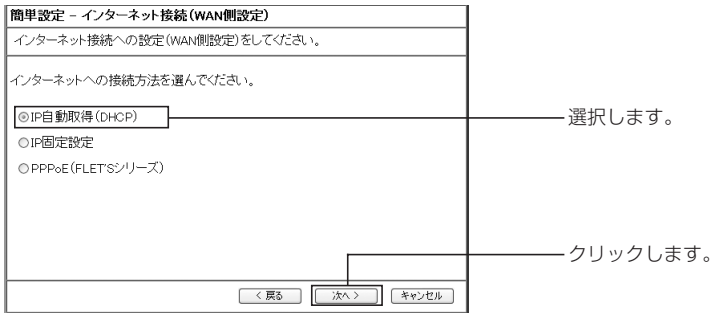 簡単設定 - インターネット接続(WAN側設定)
インターネット接続への設定(WAN側設定)をしてください。
インターネットへの接続方法を選んでください。
IP自動取得(DHCP)
選択します。
IP固定設定
PPPoE(FLET'Sシリーズ)
クリックします。
< 戻る 次へ > キャンセル